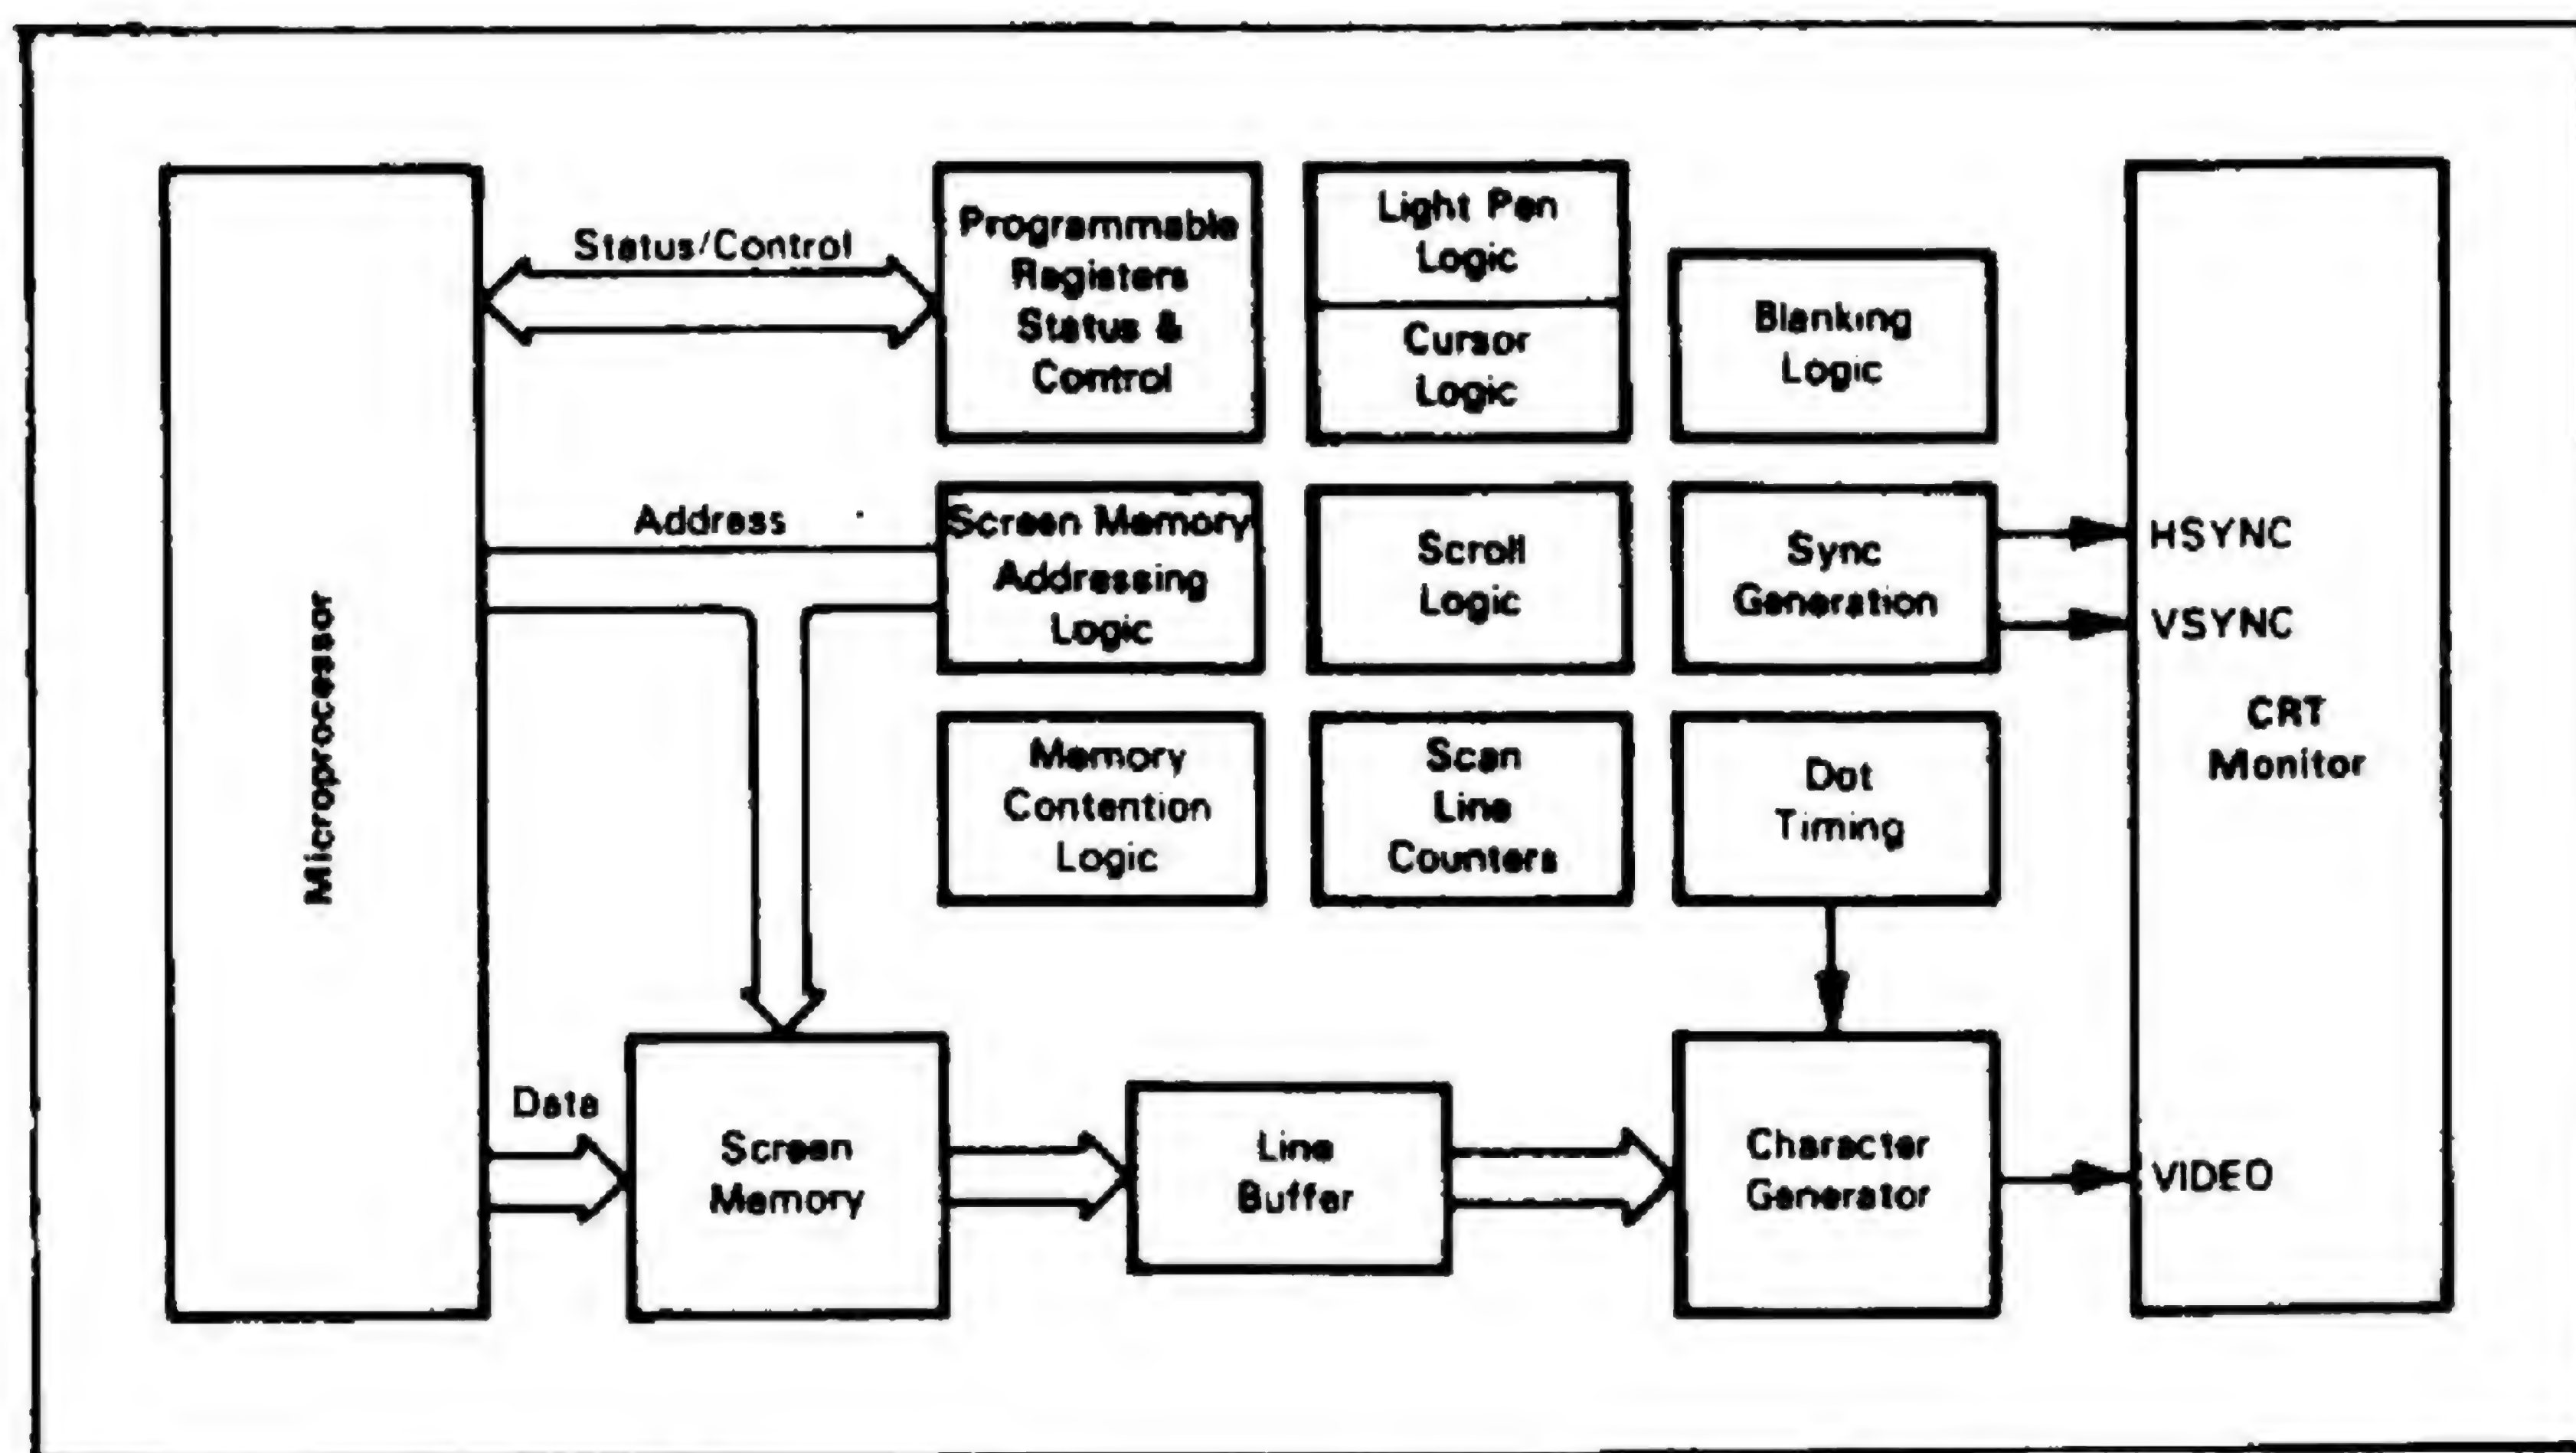 Microprocessor
Status/Control
Programmable
Registers
Status &
Control
Light Pen
Logic
Cursor
Logic
Blanking
Logic
Address
Screen Memory
Addressing
Logic
Scroll
Logic
Sync
Generation
HSYNC
VSYNC
CRT
Monitor
Memory
Contention
Logic
Scan
Line
Counters
Dot
Timing
Data
Screen
Memory
Line
Buffer
Character
Generator
VIDEO